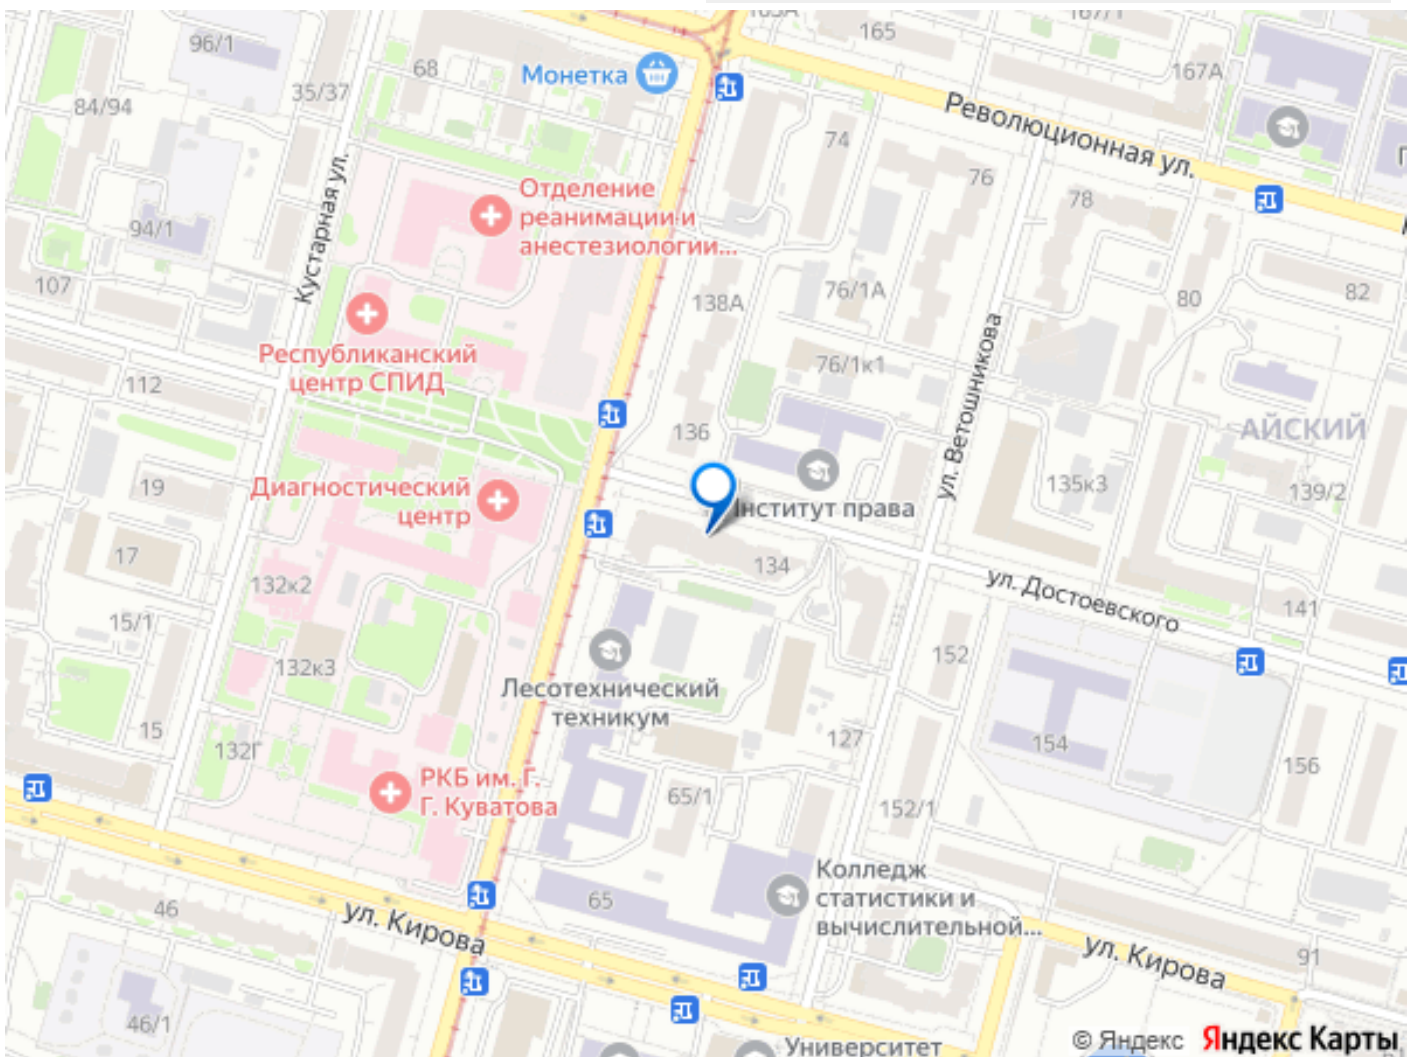 163А
165
167/1
96/1
68
Монетка
167А
35/37
84/94
Революционная ул.
74
76
78
Кустарная ул.
Отделение
реанимации и
анестезиологии...
94/1
107
138А
76/1А
80
82
Республиканский
центр СПИД
76/1к1
ул. Ветошникова
112
136
АЙСКИЙ
19
Диагностический
центр
135к3
139/2
Институт права
17
134
132к2
ул. Достоевского
141
15/1
152
132к3
Лесотехнический
техникум
15
132Г
127
154
156
РКБ им. Г.
Г. Куватова
65/1
152/1
Колледж
статистики и
вычислительной...
46
65
ул. Кирова
ул. Кирова
91
46/1
Университет
© Яндекс Яндекс Карты